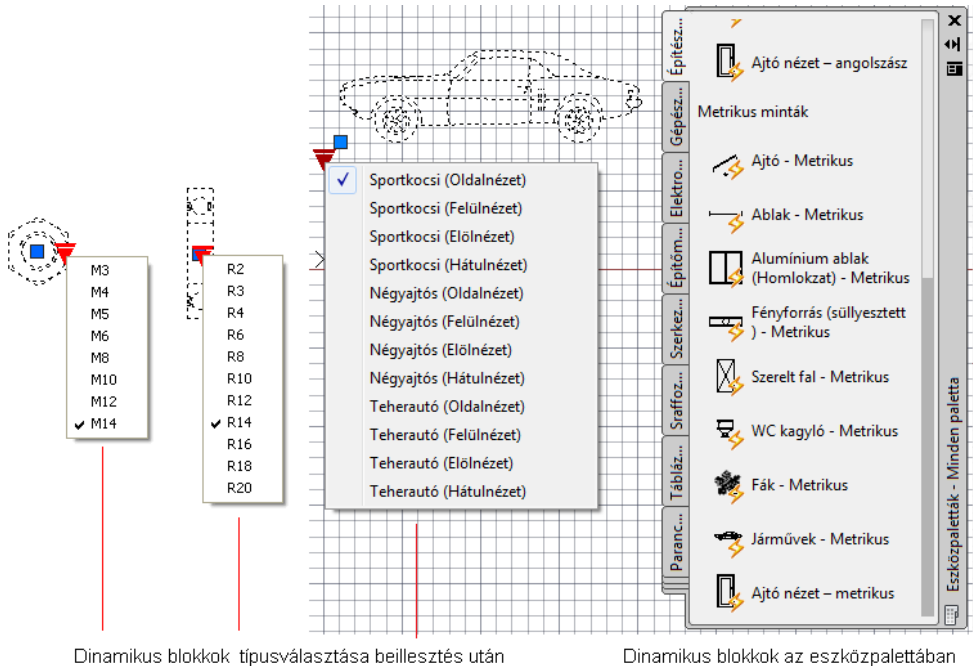 M3
M4
M5
M6
M8
M10
M12
M14
R2
R3
R4
R6
R8
R10
R12
R14
R16
R18
R20
Sportkocsi (Oldalnézet)
Sportkocsi (Felülnézet)
Sportkocsi (Elölnézet)
Sportkocsi (Hátulnézet)
Négyajtós (Oldalnézet)
Négyajtós (Felülnézet)
Négyajtós (Elölnézet)
Négyajtós (Hátulnézet)
Teherautó (Oldalnézet)
Teherautó (Felülnézet)
Teherautó (Elölnézet)
Teherautó (Hátulnézet)
Építész...
Gépész...
Elektro...
Építőm...
Szerkez...
Sraffoz...
Tábláz...
Paranc...
Ajtó nézet – angolszász
Metrikus minták
Ajtó - Metrikus
Ablak - Metrikus
Alumínium ablak
(Homlokzat) - Metrikus
Fényforrás (süllyesztett
) - Metrikus
Szerelt fal - Metrikus
WC kagyló - Metrikus
Fák - Metrikus
Járművek - Metrikus
Ajtó nézet – metrikus
Eszközpaletták - Minden paletta
Dinamikus blokkok típusválasztása beillesztés után
Dinamikus blokkok az eszköpalettában